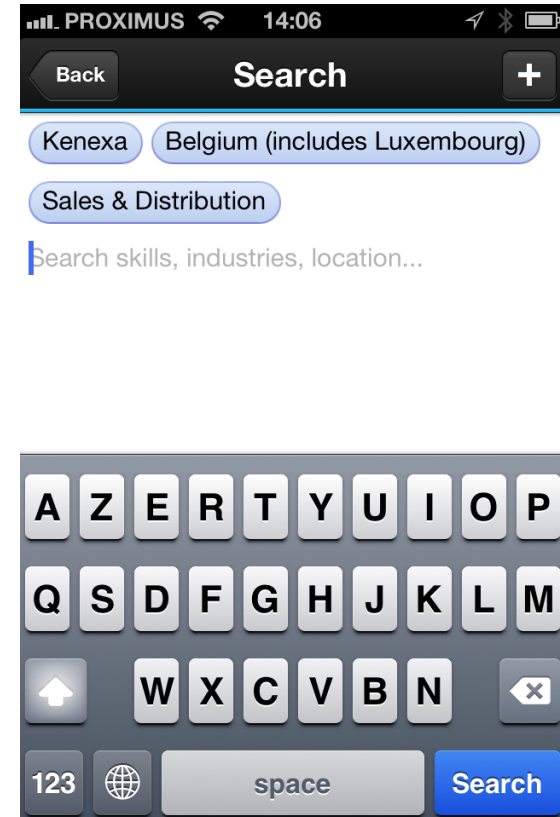 PROXIMUS 14:06
Back Search +
Kenexa Belgium (includes Luxembourg)
Sales & Distribution
Search skills, industries, location...
A Z E R T Y U I O P
Q S D F G H J K L M
W X C V B N
123 space Search